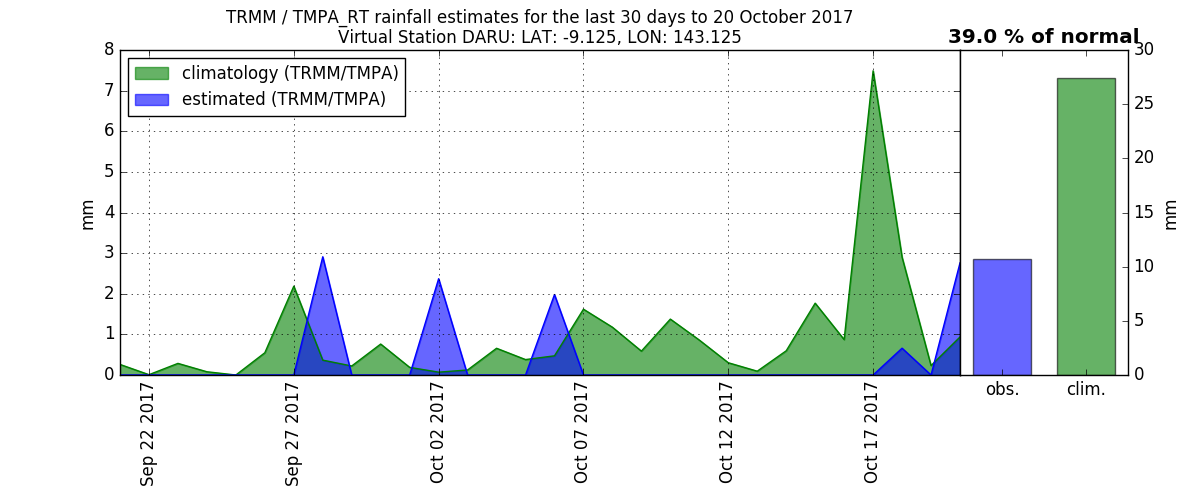 TRMM / TMPA_RT rainfall estimates for the last 30 days to 20 October 2017
Virtual Station DARU: LAT: -9.125, LON: 143.125
39.0 % of normal
climatology (TRMM/TMPA)
estimated (TRMM/TMPA)
8
7
6
5
4
3
2
1
0
mm
Sep 22 2017
Sep 27 2017
Oct 02 2017
Oct 07 2017
Oct 12 2017
Oct 17 2017
obs.
clim.
30
25
20
15
10
5
0
mm